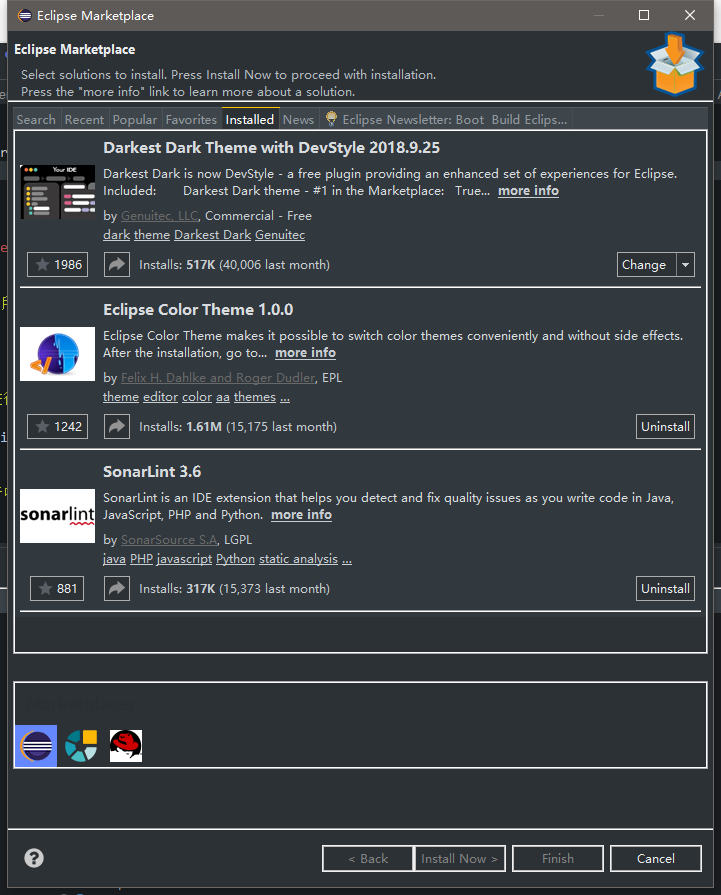 Eclipse Marketplace
Eclipse Marketplace
Select solutions to install. Press Install Now to proceed with installation.
Press the "more info" link to learn more about a solution.
Search Recent Popular Favorites Installed News Eclipse Newsletter: Boot Build Eclips...
Darkest Dark Theme with DevStyle 2018.9.25
Your IDE
Darkest Dark is now DevStyle - a free plugin providing an enhanced set of experiences for Eclipse.
Included: Darkest Dark theme - #1 in the Marketplace: True... more info
by Genuitec, LLC, Commercial - Free
dark theme Darkest Dark Genuitec
1986 Installs: 517K (40,006 last month) Change
Eclipse Color Theme 1.0.0
Eclipse Color Theme makes it possible to switch color themes conveniently and without side effects.
After the installation, go to... more info
by Felix H. Dahlke and Roger Dudler, EPL
theme editor color aa themes ...
1242 Installs: 1.61M (15,175 last month) Uninstall
SonarLint 3.6
SonarLint is an IDE extension that helps you detect and fix quality issues as you write code in Java,
JavaScript, PHP and Python. more info
sonarlint
by SonarSource S.A, LGPL
java PHP javascript Python static analysis ...
881 Installs: 317K (15,373 last month) Uninstall
Marketplaces
? < Back Install Now > Finish Cancel